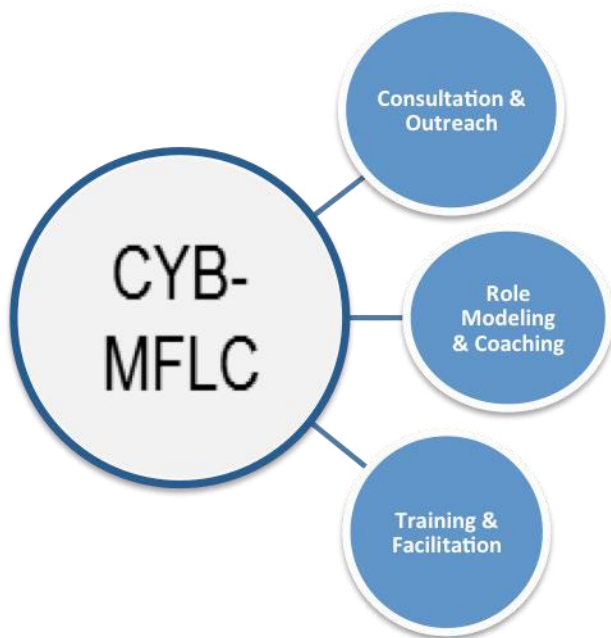 Consultation &
Outreach
CYB-
MFLC
Role
Modeling
& Coaching
Training &
Facilitation